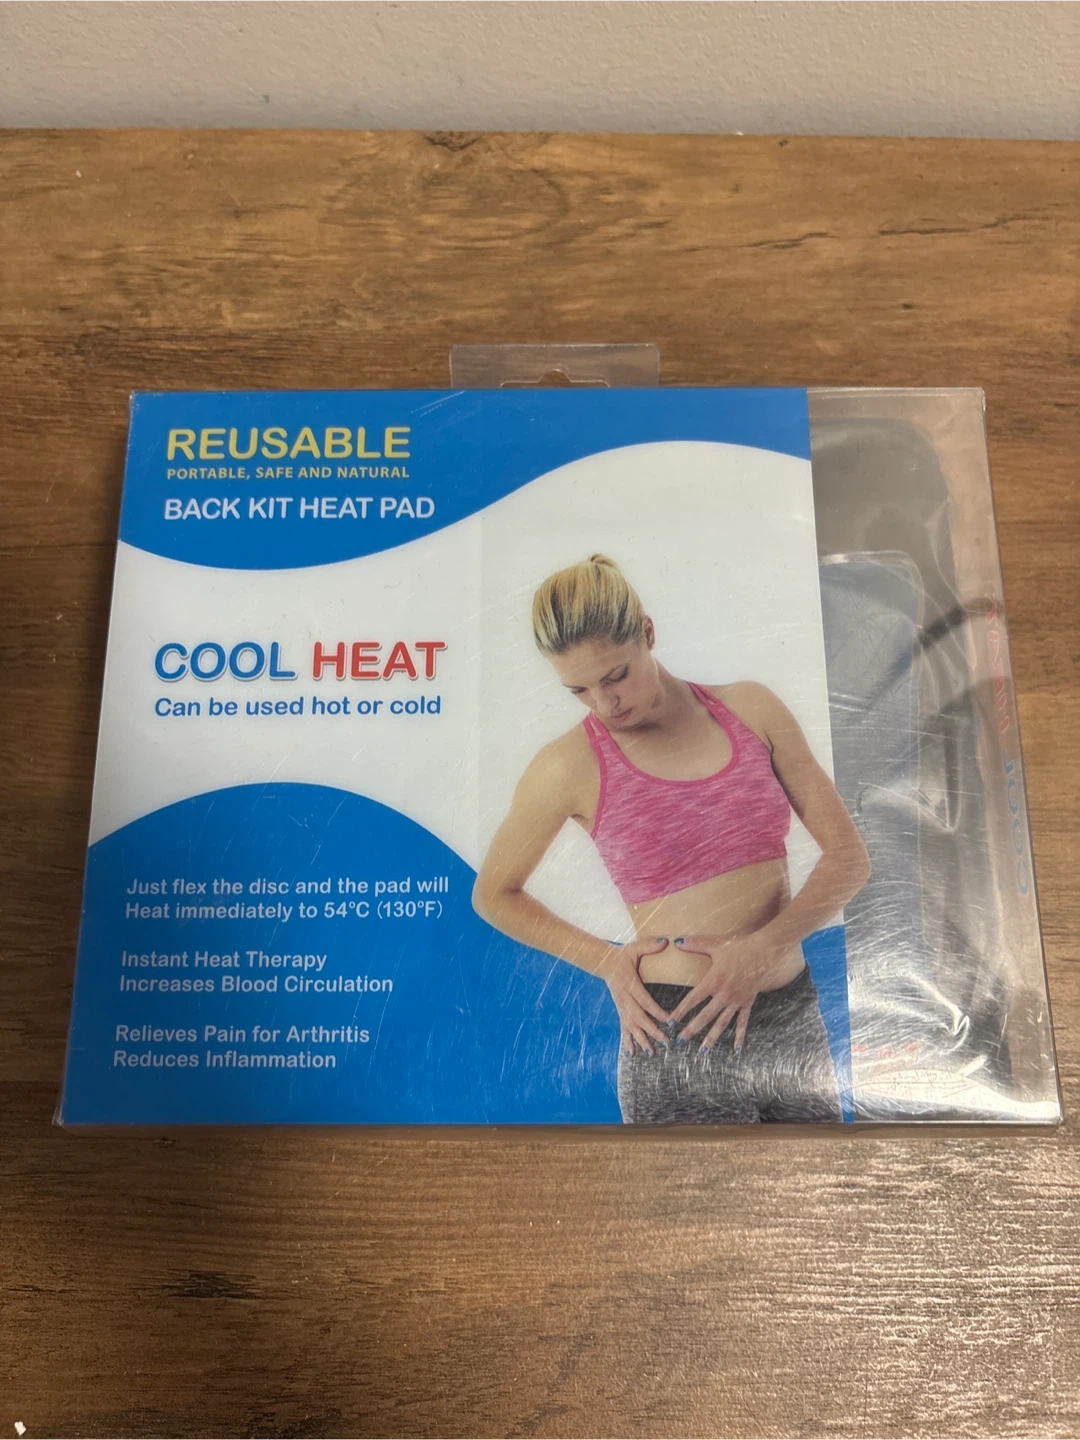 REUSABLE
PORTABLE, SAFE AND NATURAL
BACK KIT HEAT PAD
COOL HEAT
Can be used hot or cold
Just flex the disc and the pad will
Heat immediately to 54°C (130°F)
Instant Heat Therapy
Increases Blood Circulation
Relieves Pain for Arthritis
Reduces Inflammation
COOL